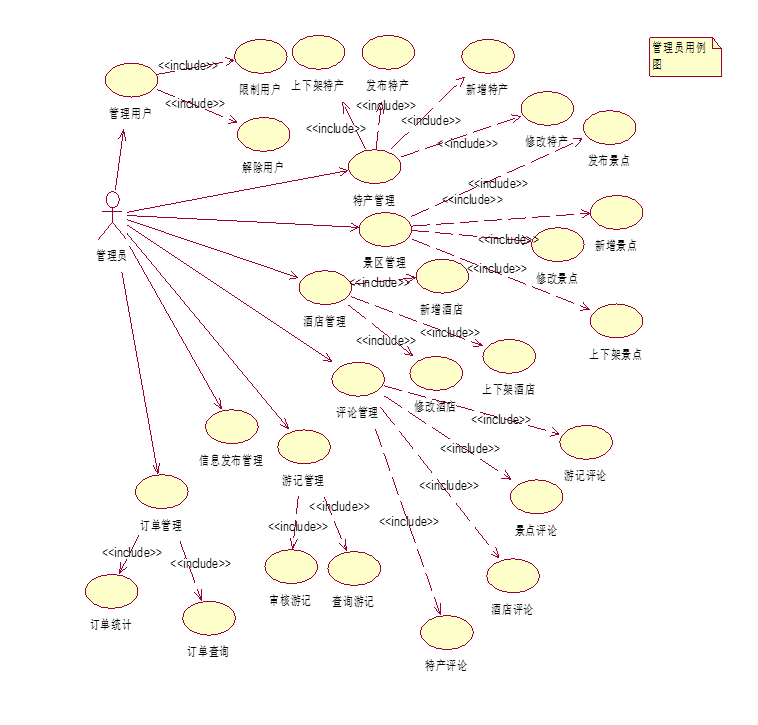 管理员用例
图
<<include>>
限制用户
上下架特产
发布特产
新增特产
管理用户
<<include>>
<<include>>
<<include>>
<<include>>
解除用户
<<include>>
修改特产
发布景点
特产管理
<<include>>
<<include>>
管理员
景区管理
<<include>>
新增景点
修改景点
<<include>>
<<include>>
新增酒店
酒店管理
<<include>>
<<include>>
上下架景点
上下架酒店
评论管理
修改酒店
<<include>>
<<include>>
信息发布管理
游记管理
游记评论
<<include>>
<<include>>
<<include>>
<<include>>
订单管理
景点评论
<<include>>
<<include>>
审核游记
查询游记
酒店评论
订单统计
订单查询
特产评论